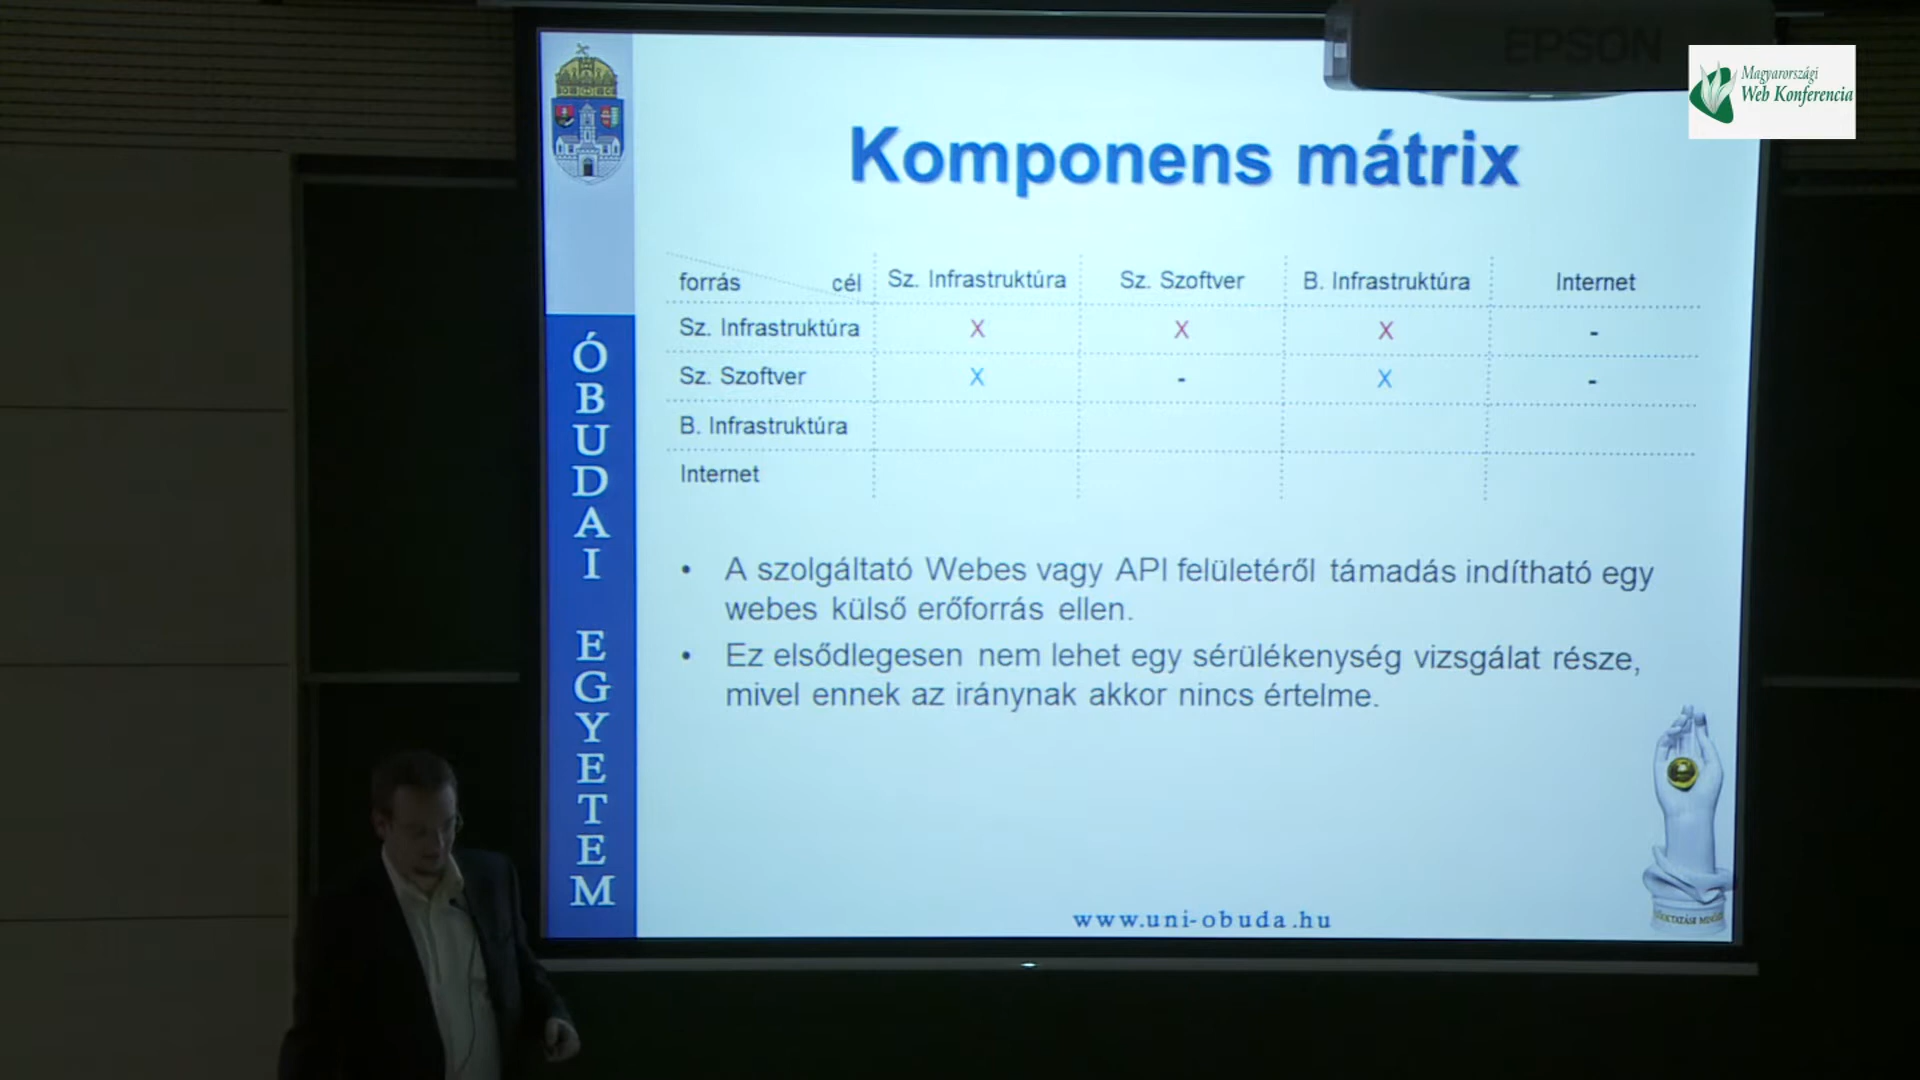 EPSON
Magyarországi
Web Konferencia
Komponens mátrix
forrás cél Sz. Infrastruktúra Sz. Szoftver B. Infrastruktúra Internet
Sz. Infrastruktúra X X X -
Sz. Szoftver X - X -
B. Infrastruktúra
Internet
• A szolgáltató Webes vagy API felületéről támadás indítható egy
webes külső erőforrás ellen.
• Ez elsődlegesen nem lehet egy sérülékenység vizsgálat része,
mivel ennek az iránynak akkor nincs értelme.
ÓBUDAI EGYETEM
www.uni-obuda.hu